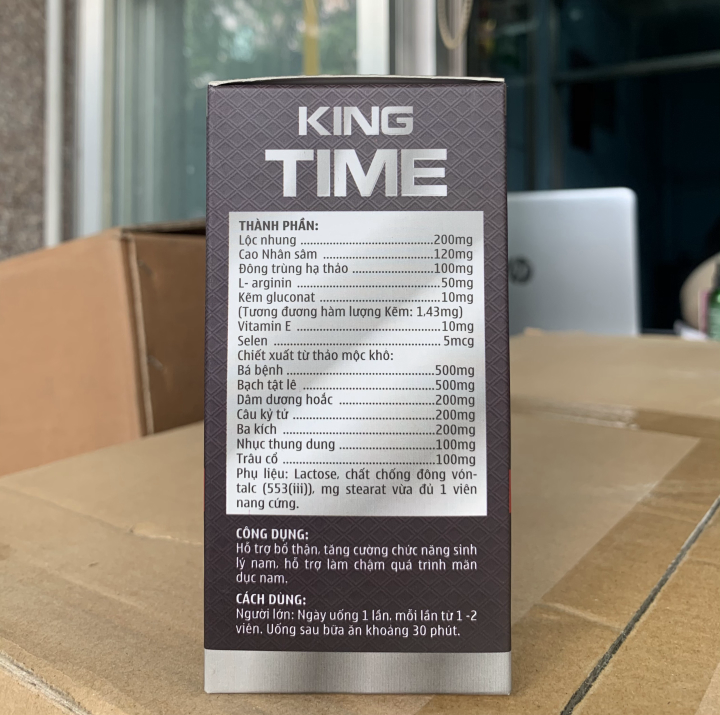 KING
TIME
THÀNH PHẦN:
Lộc nhung ........................................200mg
Cao Nhân sâm ..................................120mg
Đông trùng hạ thảo .........................100mg
L- arginin ..........................................50mg
Kẽm gluconat ...................................10mg
(Tương đương hàm lượng Kẽm: 1.43mg)
Vitamin E ..........................................10mg
Selen .................................................5mcg
Chiết xuất từ thảo mộc khô:
Bá bệnh ............................................500mg
Bạch tật lê ........................................500mg
Dâm dương hoắc .............................200mg
Câu kỷ tử ..........................................200mg
Ba kích ..............................................200mg
Nhục thung dung .............................100mg
Trâu cổ .............................................100mg
Phụ liệu: Lactose, chất chống đông vón-
talc (553(iii)), mg stearat vừa đủ 1 viên
nang cứng.
CÔNG DỤNG:
Hỗ trợ bổ thận, tăng cường chức năng sinh
lý nam, hỗ trợ làm chậm quá trình mãn
dục nam.
CÁCH DÙNG:
Người lớn: Ngày uống 1 lần, mỗi lần từ 1 -2
viên. Uống sau bữa ăn khoảng 30 phút.
hp